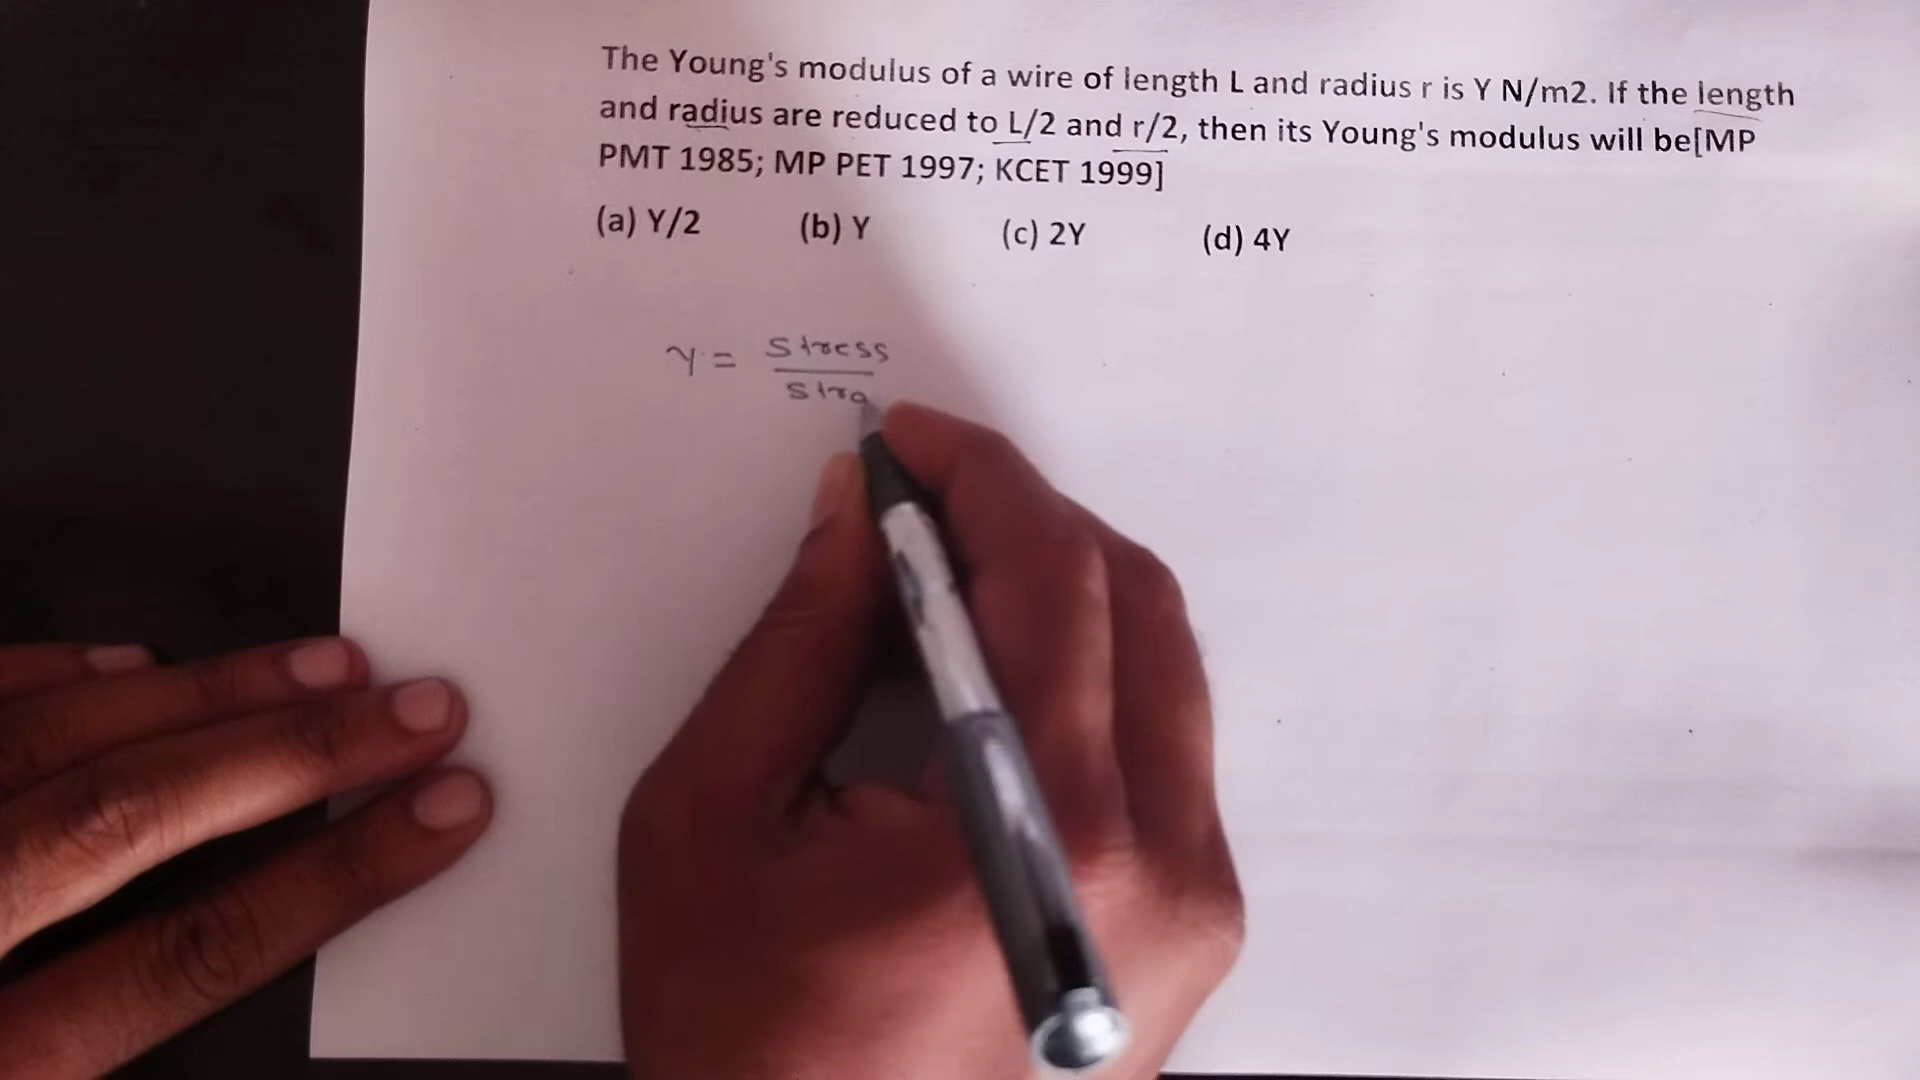 The Young's modulus of a wire of length L and radius r is Y N/m2. If the length
and radius are reduced to L/2 and r/2, then its Young's modulus will be[MP
PMT 1985; MP PET 1997; KCET 1999]
(a) Y/2 (b) Y (c) 2Y (d) 4Y
Y = Stress
Stra